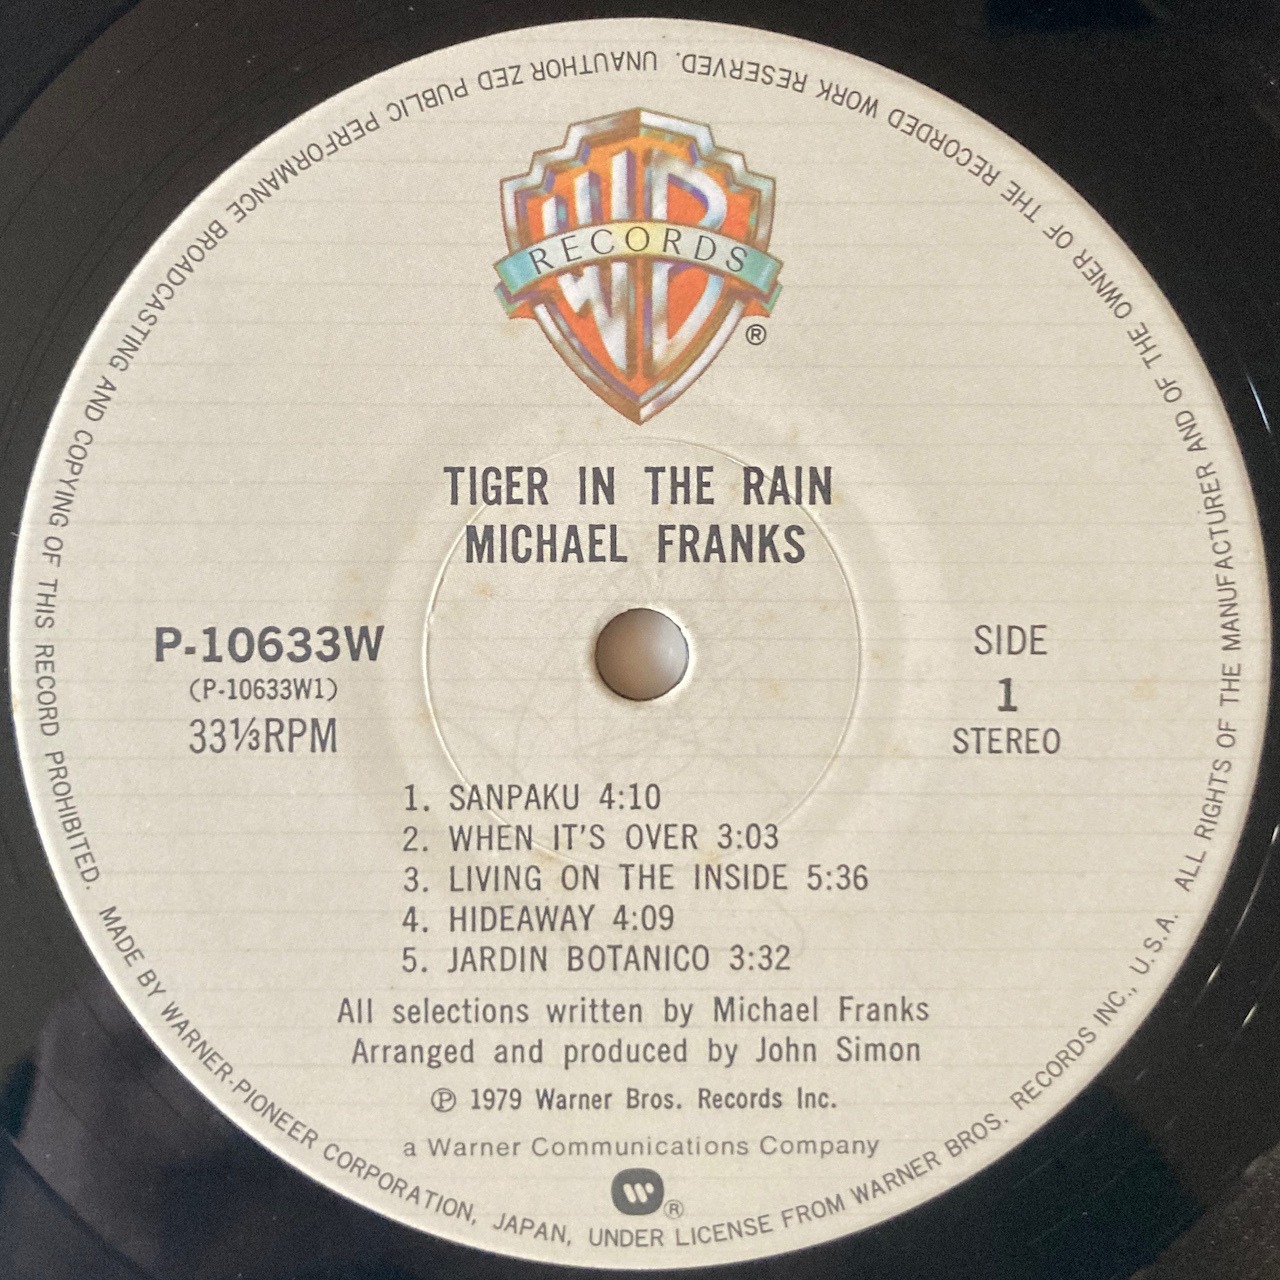 WB
RECORDS
®
TIGER IN THE RAIN
MICHAEL FRANKS
P-10633W
(P-10633W1)
33⅓RPM
SIDE
1
STEREO
1. SANPAKU 4:10
2. WHEN IT'S OVER 3:03
3. LIVING ON THE INSIDE 5:36
4. HIDEAWAY 4:09
5. JARDIN BOTANICO 3:32
All selections written by Michael Franks
Arranged and produced by John Simon
℗ 1979 Warner Bros. Records Inc.
a Warner Communications Company
W ®
MADE BY WARNER-PIONEER CORPORATION, JAPAN, UNDER LICENSE FROM WARNER BROS. RECORDS INC., U.S.A. ALL RIGHTS OF THE MANUFACTURER AND OF THE OWNER OF THE RECORDED WORK RESERVED. UNAUTHOR ZED PUBLIC PERFORMANCE BROADCASTING AND COPYING OF THIS RECORD PROHIBITED.